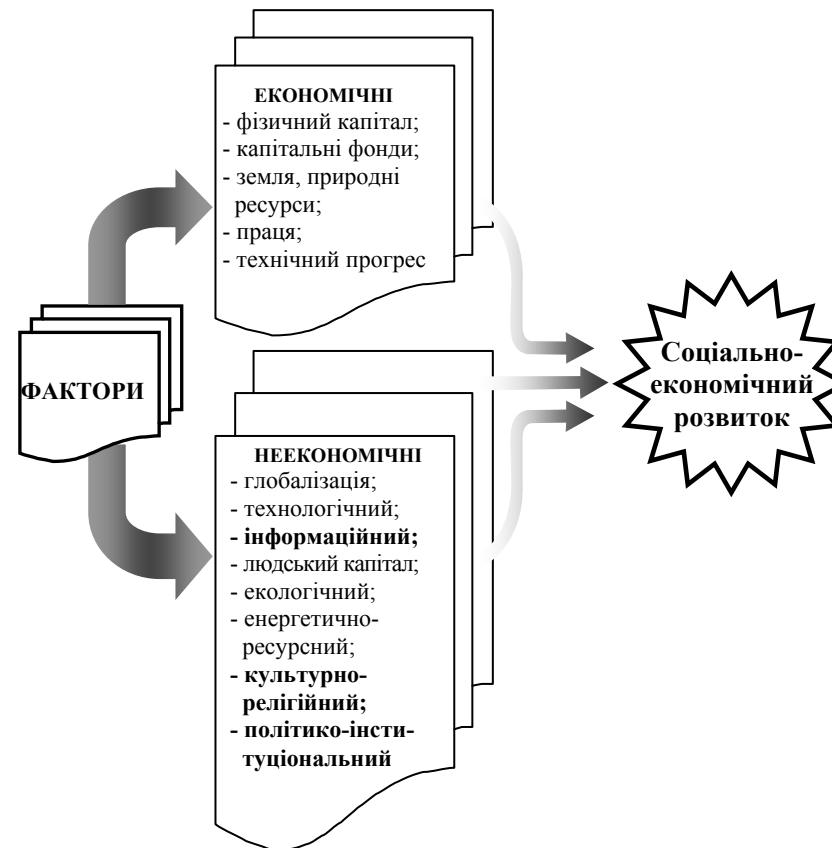 ФАКТОРИ
ЕКОНОМІЧНІ
- фізичний капітал;
- капітальні фонди;
- земля, природні
ресурси;
- праця;
- технічний прогрес
НЕЕКОНОМІЧНІ
- глобалізація;
- технологічний;
- інформаційний;
- людський капітал;
- екологічний;
- енергетично-
ресурсний;
- культурно-
релігійний;
- політико-інсти-
туціональний
Соціально-
економічний
розвиток